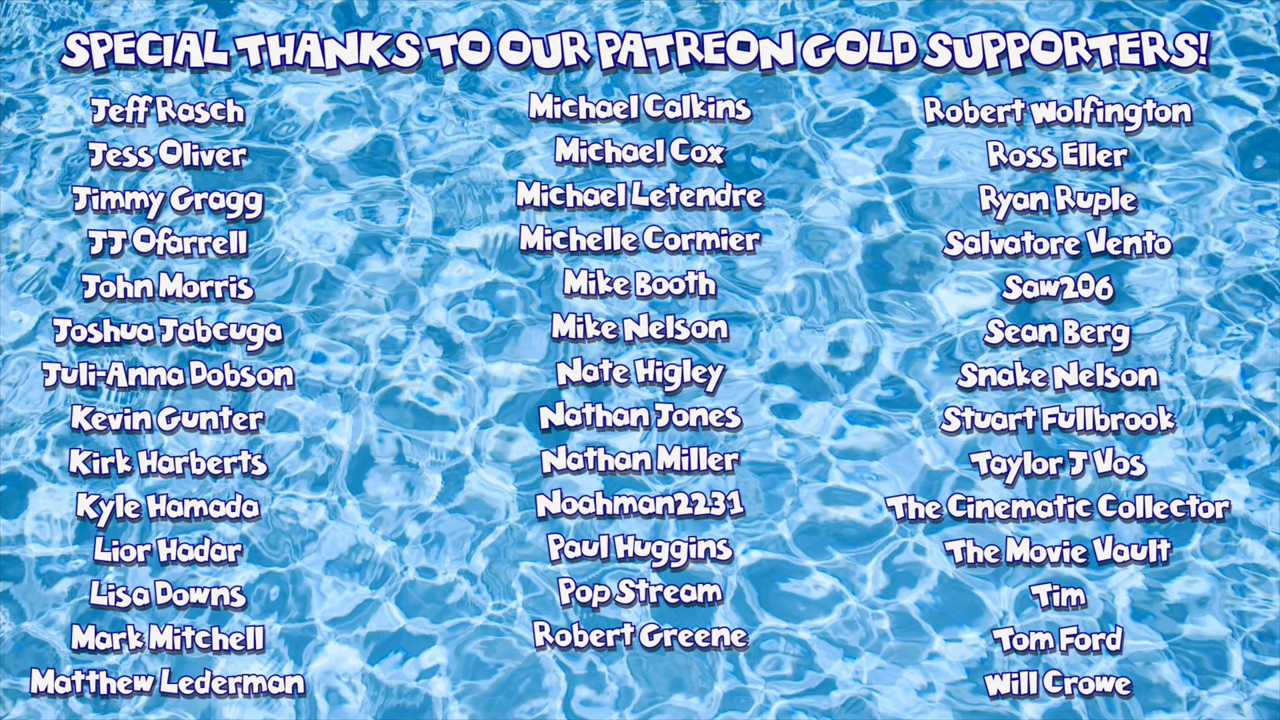 SPECIAL THANKS TO OUR PATREON GOLD SUPPORTERS!
Jeff Rasch
Jess Oliver
Jimmy Gragg
JJ Ofarrell
John Morris
Joshua Jabcuga
Juli-Anna Dobson
Kevin Gunter
Kirk Harberts
Kyle Hamada
Lior Hadar
Lisa Downs
Mark Mitchell
Matthew Lederman
Michael Calkins
Michael Cox
Michael Letendre
Michelle Cormier
Mike Booth
Mike Nelson
Nate Higley
Nathan Jones
Nathan Miller
Noahman2231
Paul Huggins
Pop Stream
Robert Greene
Robert Wolfington
Ross Eller
Ryan Ruple
Salvatore Vento
Saw206
Sean Berg
Snake Nelson
Stuart Fullbrook
Taylor J Vos
The Cinematic Collector
The Movie Vault
Tim
Tom Ford
Will Crowe